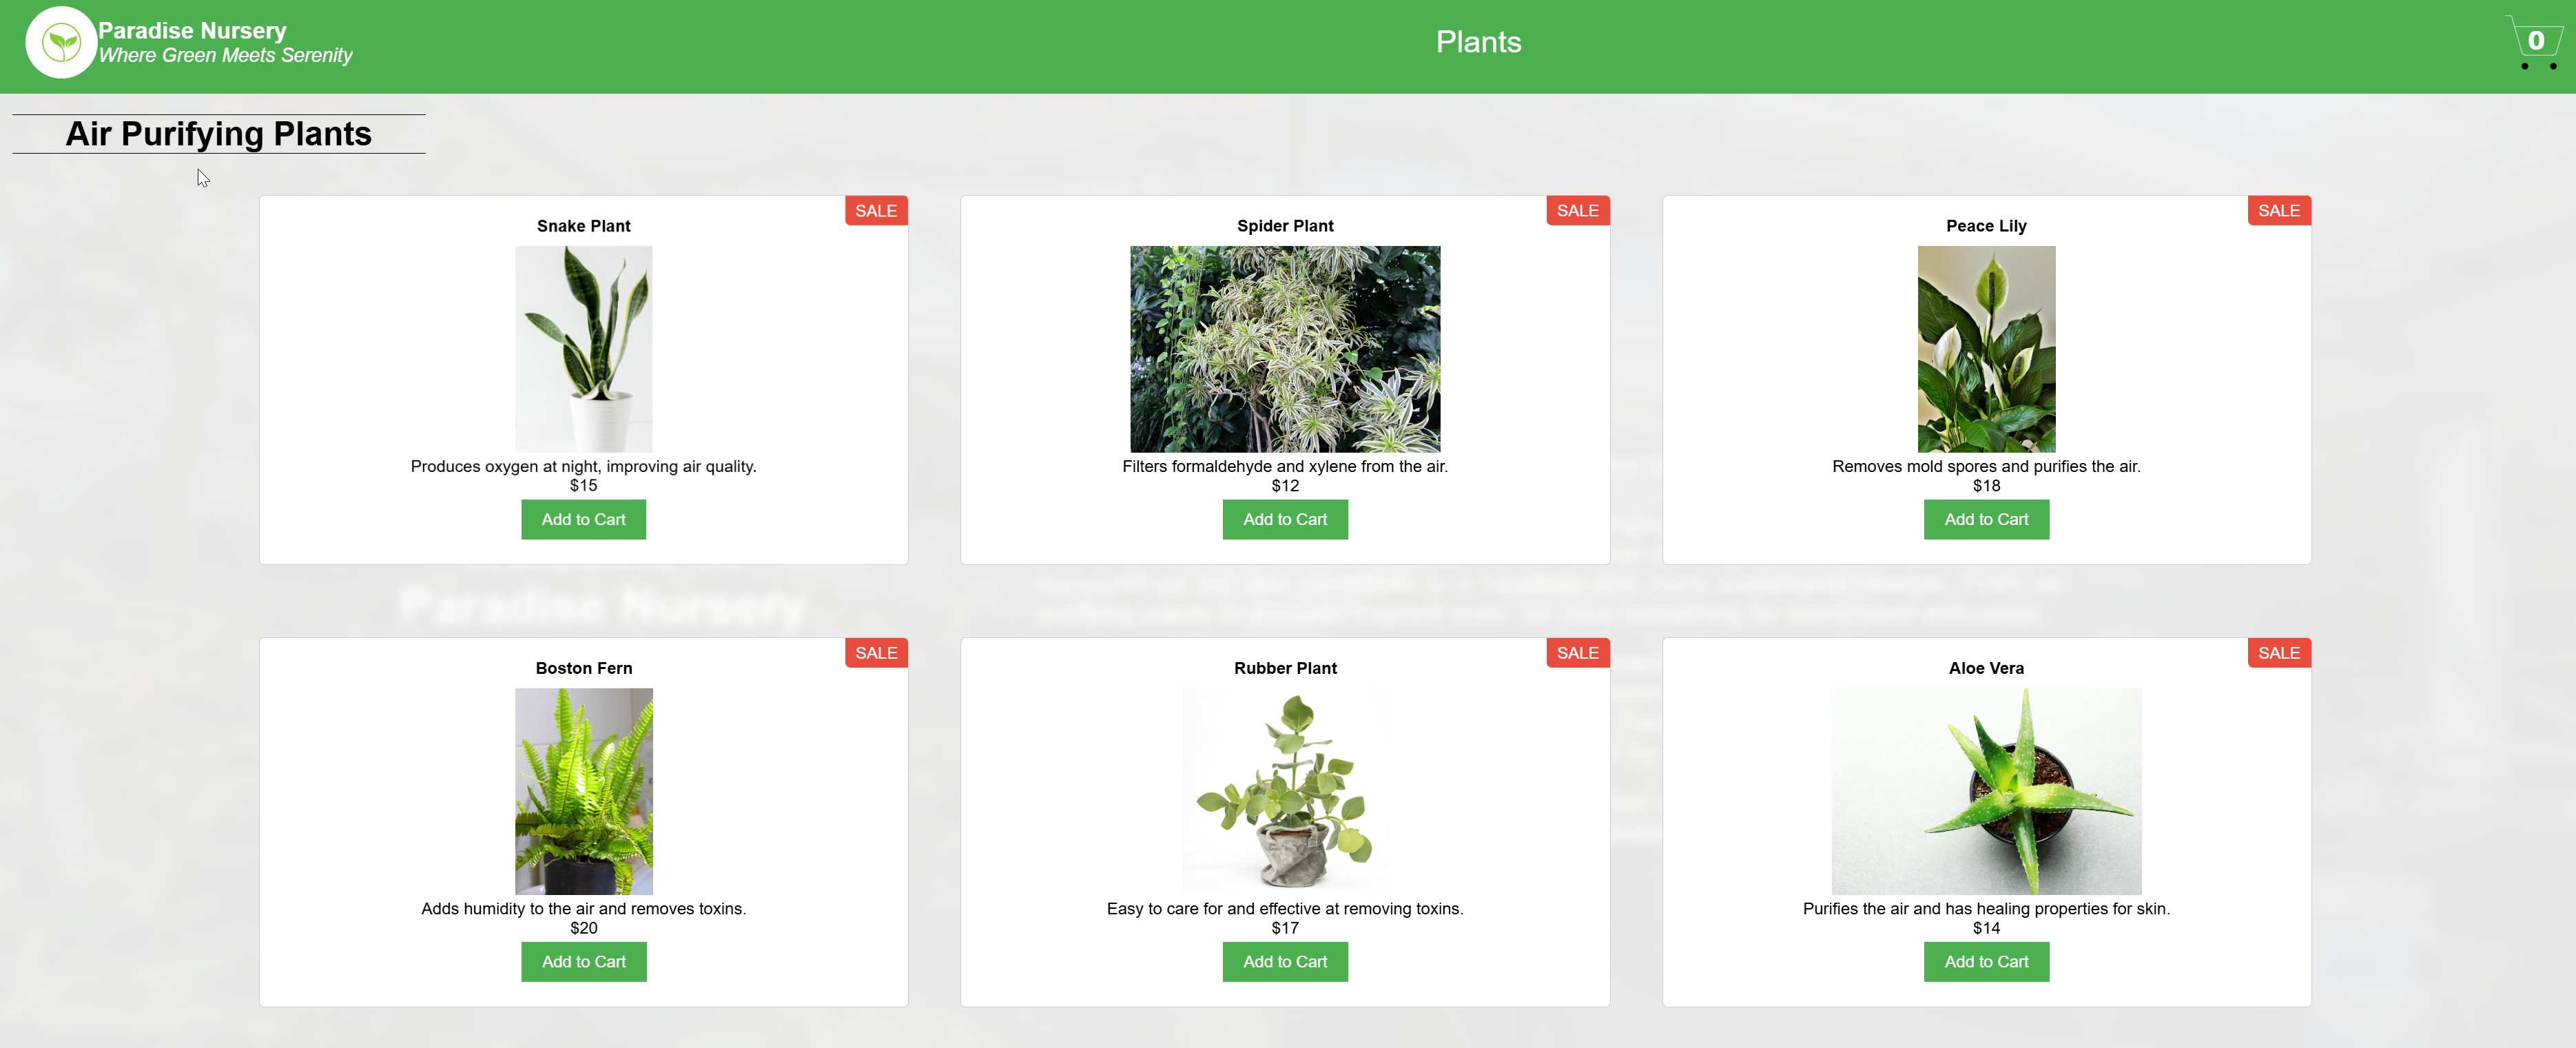 Paradise Nursery
Where Green Meets Serenity
Plants
0
Air Purifying Plants
SALE
Snake Plant
Produces oxygen at night, improving air quality.
$15
Add to Cart
SALE
Spider Plant
Filters formaldehyde and xylene from the air.
$12
Add to Cart
SALE
Peace Lily
Removes mold spores and purifies the air.
$18
Add to Cart
Paradise Nursery
SALE
Boston Fern
Adds humidity to the air and removes toxins.
$20
Add to Cart
SALE
Rubber Plant
Easy to care for and effective at removing toxins.
$17
Add to Cart
SALE
Aloe Vera
Purifies the air and has healing properties for skin.
$14
Add to Cart